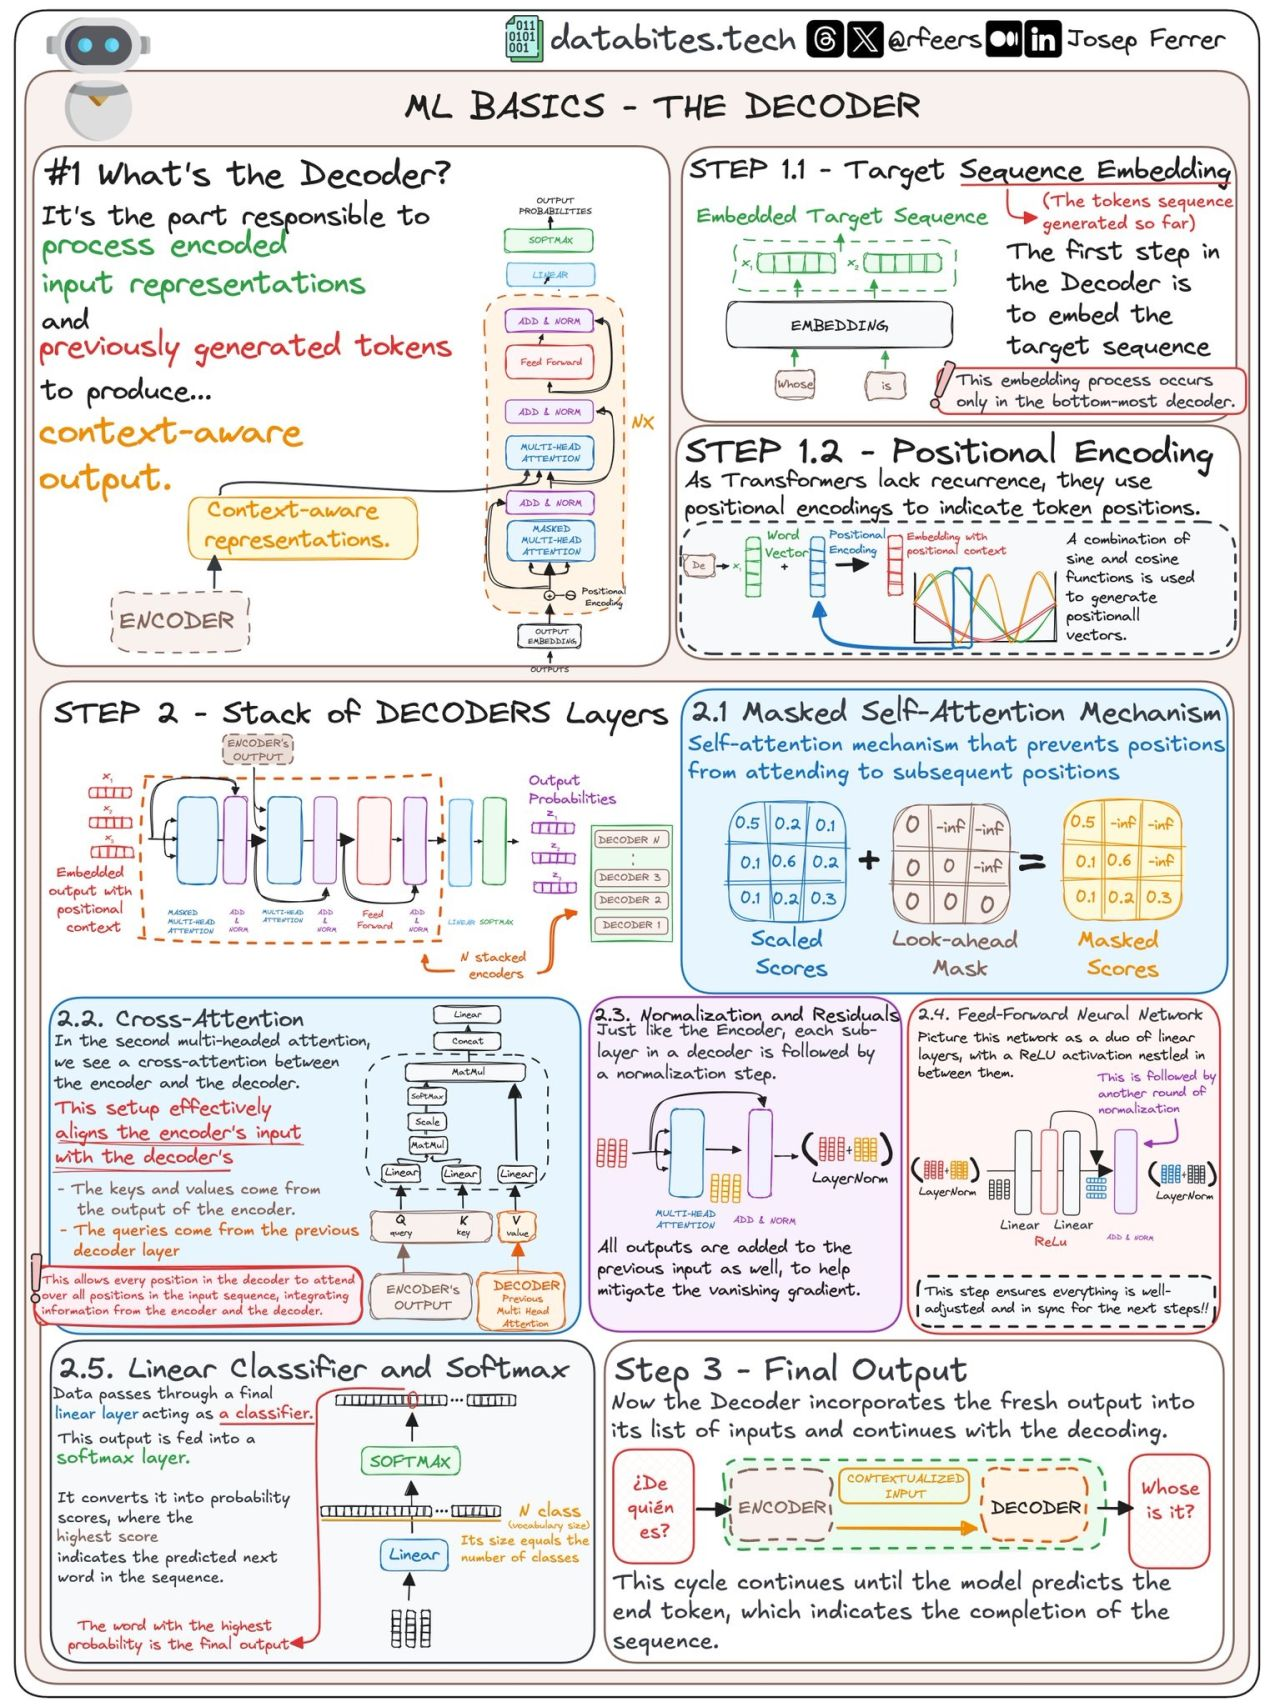 011
0101
001
databites.tech
@rfeers
in
Josep Ferrer
ML BASICS - THE DECODER
#1 What's the Decoder?
It's the part responsible to
process encoded
input representations
and
previously generated tokens
to produce...
context-aware
output.
Context-aware
representations.
ENCODER
OUTPUT
PROBABILITIES
SOFTMAX
LINEAR
ADD & NORM
Feed Forward
ADD & NORM
NX
MULTI-HEAD
ATTENTION
ADD & NORM
MASKED
MULTI-HEAD
ATTENTION
Positional
Encoding
OUTPUT
EMBEDDING
OUTPUTS
STEP 1.1 - Target Sequence Embedding
(The tokens sequence
generated so far)
Embedded Target Sequence
x1
x2
EMBEDDING
Whose
is
The first step in
the Decoder is
to embed the
target sequence
This embedding process occurs
only in the bottom-most decoder.
STEP 1.2 - Positional Encoding
As Transformers lack recurrence, they use
positional encodings to indicate token positions.
De
x1
Word
Vector
+
Positional
Encoding
Embedding with
positional context
A combination of
sine and cosine
functions is used
to generate
positionall
vectors.
STEP 2 - Stack of DECODERS Layers
ENCODER's
OUTPUT
x1
x2
x3
Embedded
output with
positional
context
MASKED
MULTI-HEAD
ATTENTION
ADD
&
NORM
MULTI-HEAD
ATTENTION
ADD
&
NORM
Feed
Forward
ADD
&
NORM
LINEAR
SOFTMAX
Output
Probabilities
z1
z2
z3
DECODER N
DECODER 3
DECODER 2
DECODER 1
N stacked
encoders
2.1 Masked Self-Attention Mechanism
Self-attention mechanism that prevents positions
from attending to subsequent positions
0.5 0.2 0.1
0.1 0.6 0.2
0.1 0.2 0.3
Scaled
Scores
+
0 -inf -inf
0 0 -inf
0 0 0
Look-ahead
Mask
=
0.5 -inf -inf
0.1 0.6 -inf
0.1 0.2 0.3
Masked
Scores
2.2. Cross-Attention
In the second multi-headed attention,
we see a cross-attention between
the encoder and the decoder.
This setup effectively
aligns the encoder's input
with the decoder's
- The keys and values come from
the output of the encoder.
- The queries come from the previous
decoder layer
This allows every position in the decoder to attend
over all positions in the input sequence, integrating
information from the encoder and the decoder.
Linear
Concat
MatMul
SoftMax
Scale
MatMul
Linear
Linear
Linear
Q
query
K
key
V
value
ENCODER's
OUTPUT
DECODER
Previous
Multi Head
Attention
2.3. Normalization and Residuals
Just like the Encoder, each sub-
layer in a decoder is followed by
a normalization step.
MULTI-HEAD
ATTENTION
ADD & NORM
( + )
LayerNorm
All outputs are added to the
previous input as well, to help
mitigate the vanishing gradient.
2.4. Feed-Forward Neural Network
Picture this network as a duo of linear
layers, with a ReLU activation nestled in
between them.
This is followed by
another round of
normalization
( + )
LayerNorm
Linear
ReLu
Linear
ADD & NORM
( + )
LayerNorm
This step ensures everything is well-
adjusted and in sync for the next steps!!
2.5. Linear Classifier and Softmax
Data passes through a final
linear layer acting as a classifier.
This output is fed into a
softmax layer.
It converts it into probability
scores, where the
highest score
indicates the predicted next
word in the sequence.
The word with the highest
probability is the final output
...
SOFTMAX
...
N class
(vocabulary size)
Its size equals the
number of classes
Linear
Step 3 - Final Output
Now the Decoder incorporates the fresh output into
its list of inputs and continues with the decoding.
¿De
quién
es?
ENCODER
CONTEXTUALIZED
INPUT
DECODER
Whose
is it?
This cycle continues until the model predicts the
end token, which indicates the completion of the
sequence.